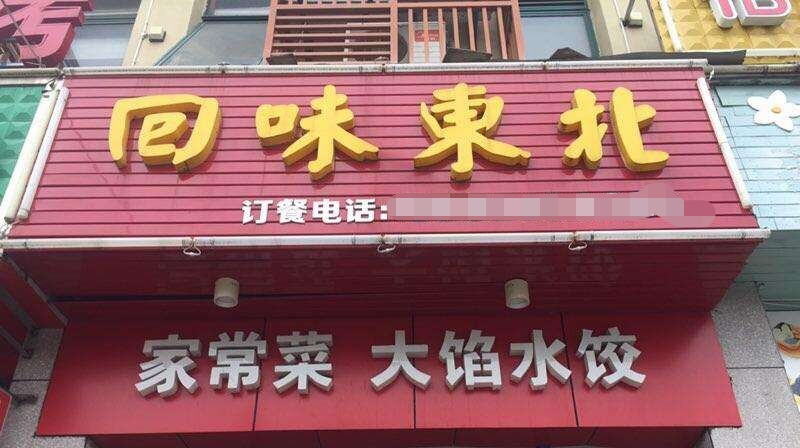 回味東北
订餐电话:
家常菜 大馅水饺